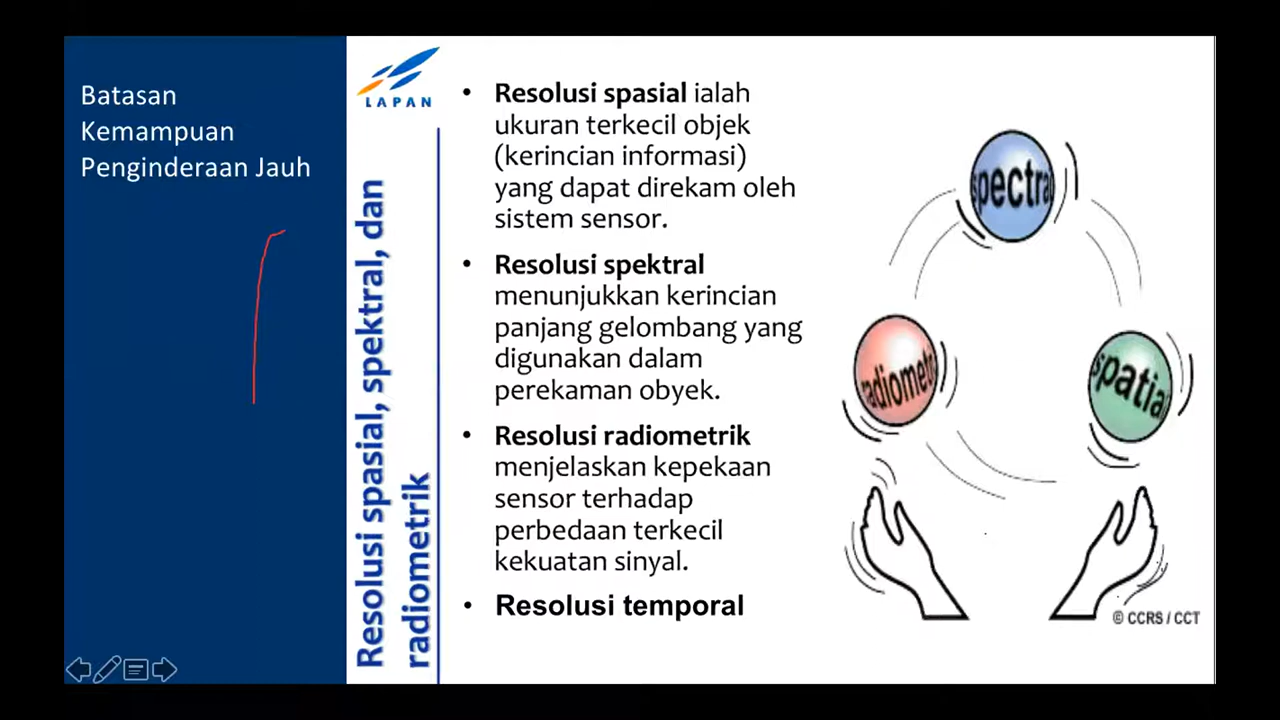 Batasan
Kemampuan
Penginderaan Jauh
LAPAN
Resolusi spasial, spektral, dan
radiometrik
• Resolusi spasial ialah
ukuran terkecil objek
(kerincian informasi)
yang dapat direkam oleh
sistem sensor.
• Resolusi spektral
menunjukkan kerincian
panjang gelombang yang
digunakan dalam
perekaman obyek.
• Resolusi radiometrik
menjelaskan kepekaan
sensor terhadap
perbedaan terkecil
kekuatan sinyal.
• Resolusi temporal
spectral
radiometric
spatial
© CCRS / CCT